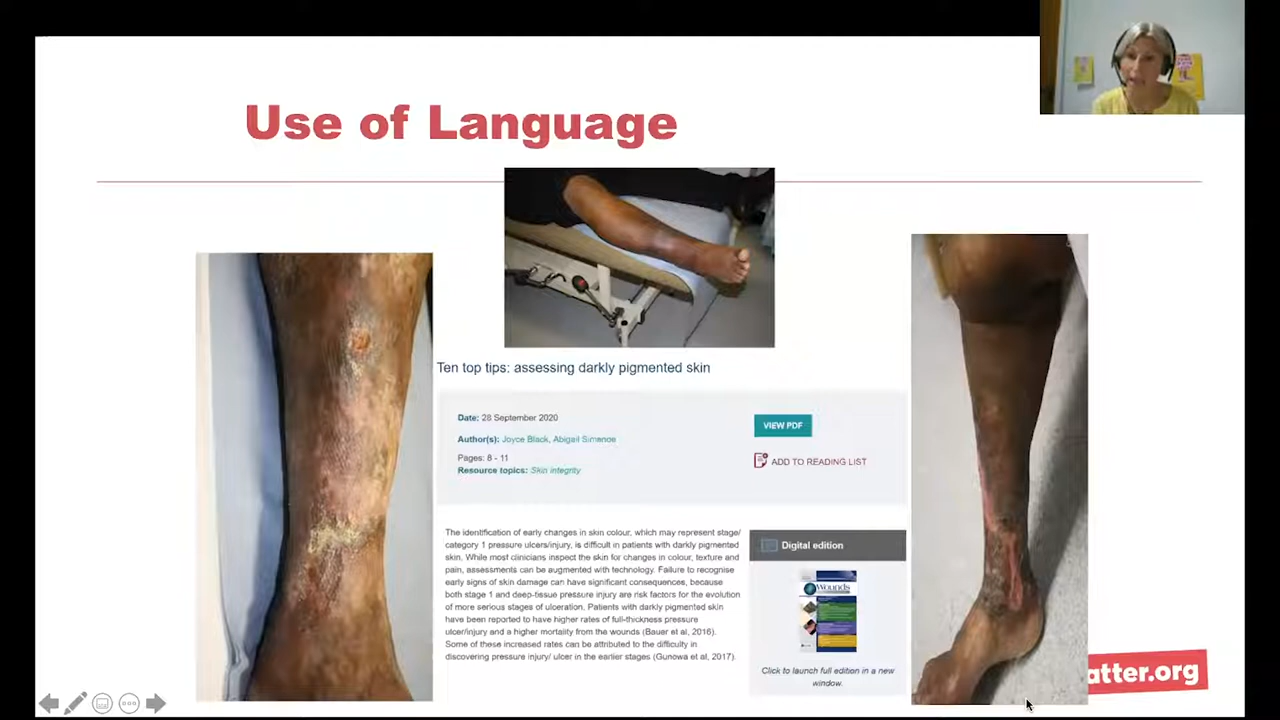 Use of Language
Ten top tips: assessing darkly pigmented skin
Date: 28 September 2020
Author(s): Joyce Black, Abigail
Pages: 8 - 11
Resource topics: Skin integrity
VIEW PDF
ADD TO READING LIST
The identification of early changes in skin colour, which may represent stage/
category 1 pressure ulcers/injury, is difficult in patients with darkly pigmented
skin. While most clinicians inspect the skin for changes in colour, texture and
pain, assessments can be augmented with technology. Failure to recognise
early signs of skin damage can have significant consequences, because
both stage 1 and deep-tissue pressure injury are risk factors for the evolution
of more serious stages of ulceration. Patients with darkly pigmented skin
have been reported to have higher rates of full-thickness pressure
ulcer/injury and a higher mortality from the wounds (Bauer et al, 2016).
Some of these increased rates can be attributed to the difficulty in
discovering pressure injury/ ulcer in the earlier stages (Gunowa et al, 2017).
Digital edition
Wounds
Click to launch full edition in a new
window.
atter.org